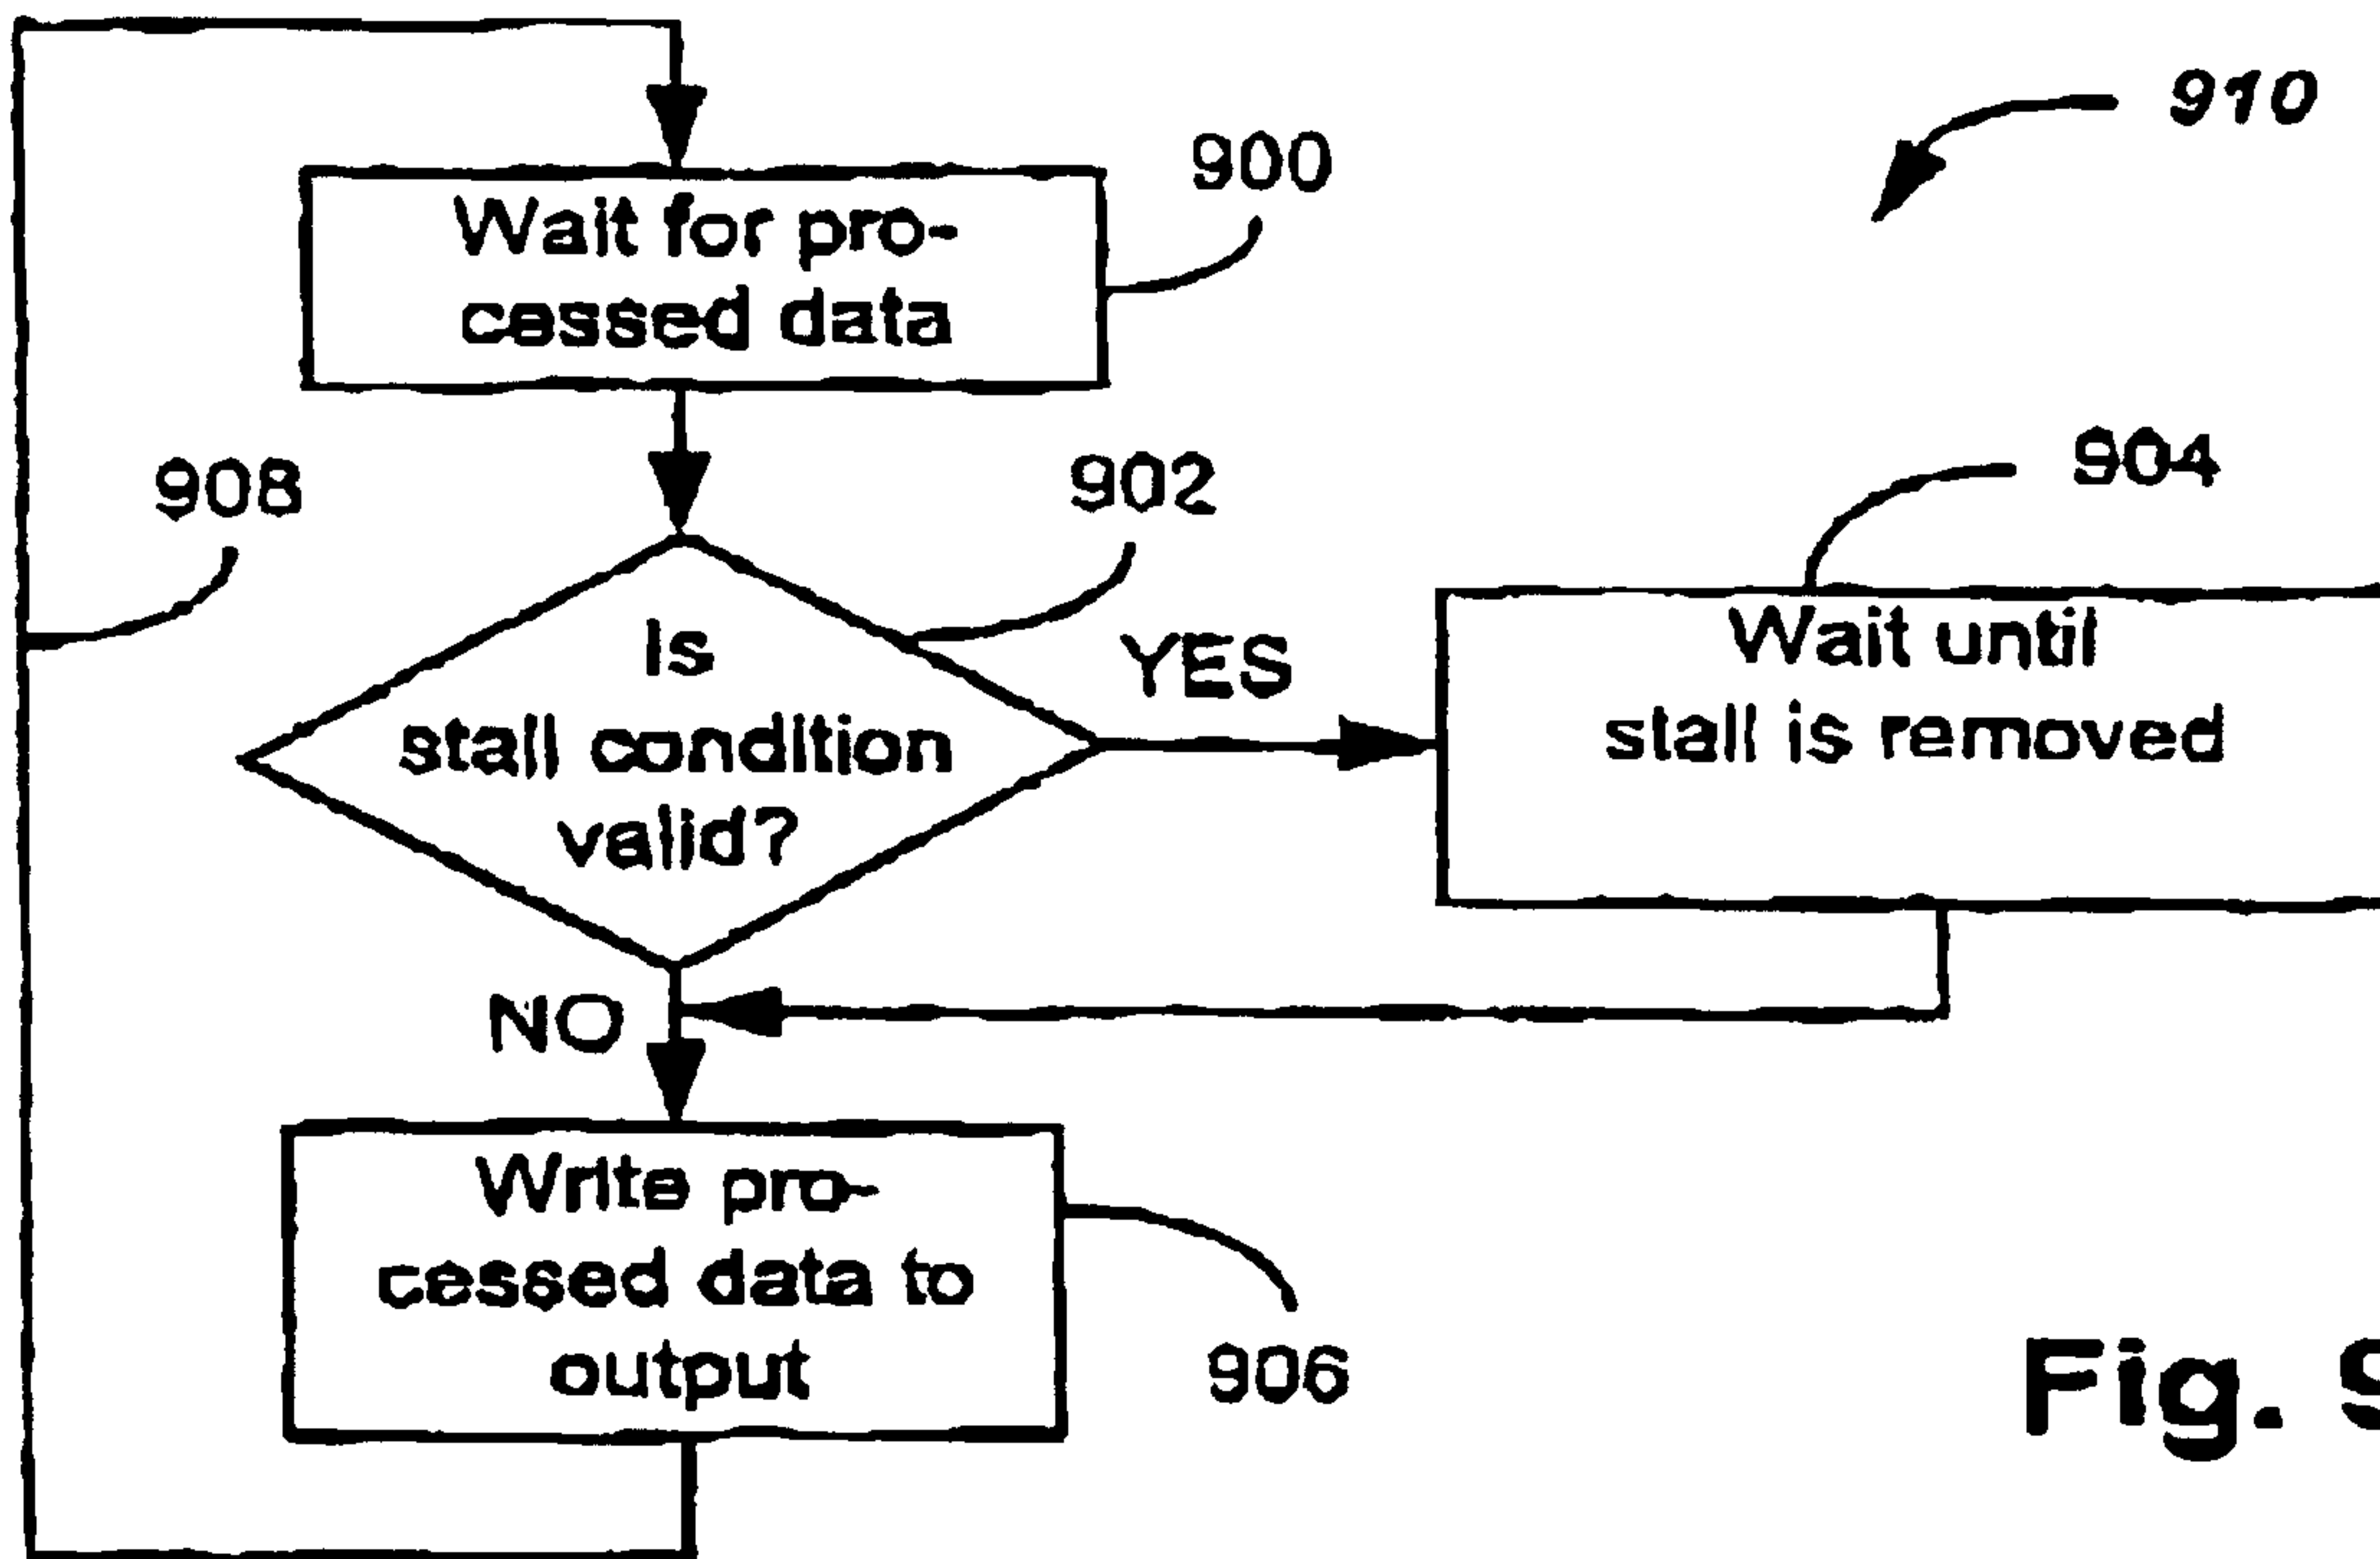 910
900
Wait for pro-
cessed data
908
902
904
Is
stall condition
valid?
YES
Wait until
stall is removed
NO
Write pro-
cessed data to
output
906
Fig. 9